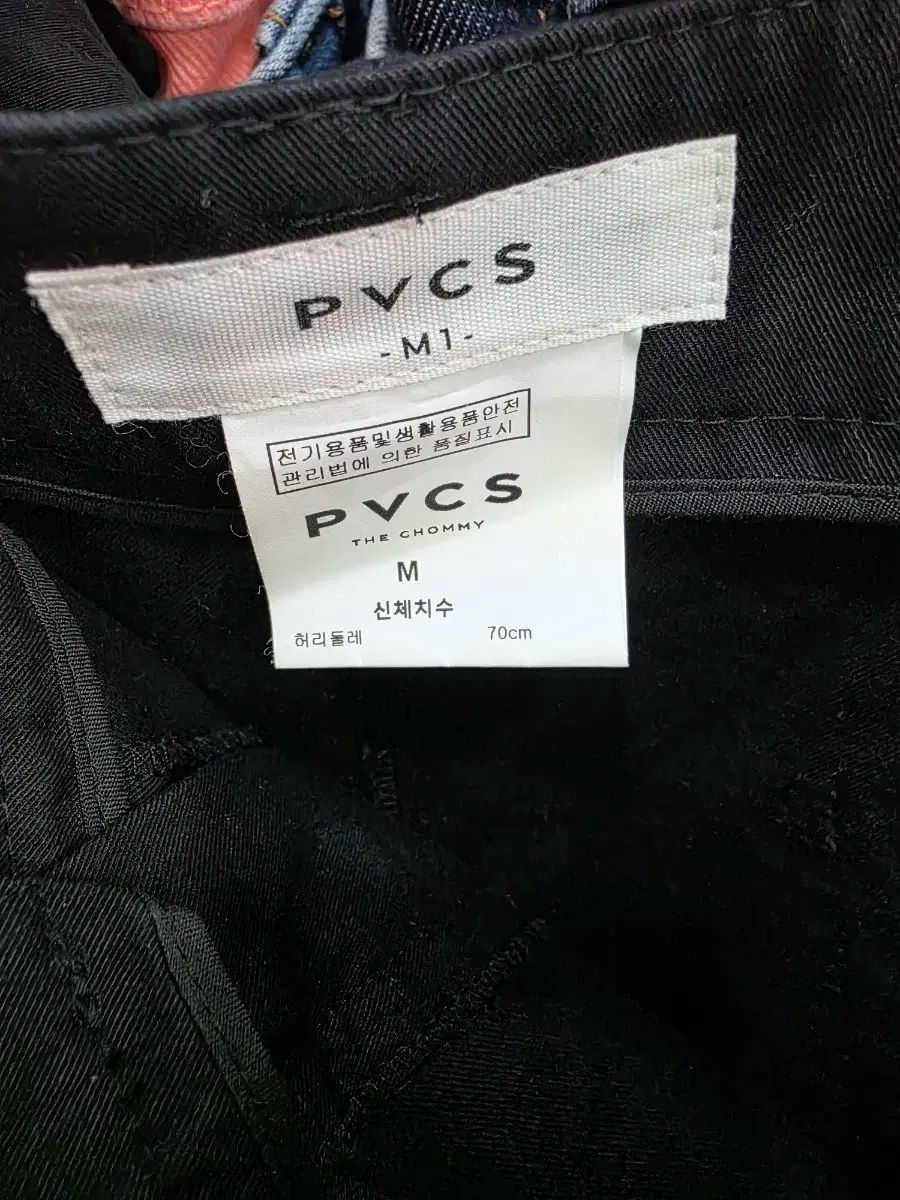 PVCS
-M1-
전기용품및생활용품안전
관리법에 의한 품질표시
PVCS
THE CHOMMY
M
신체치수
허리둘레 70cm